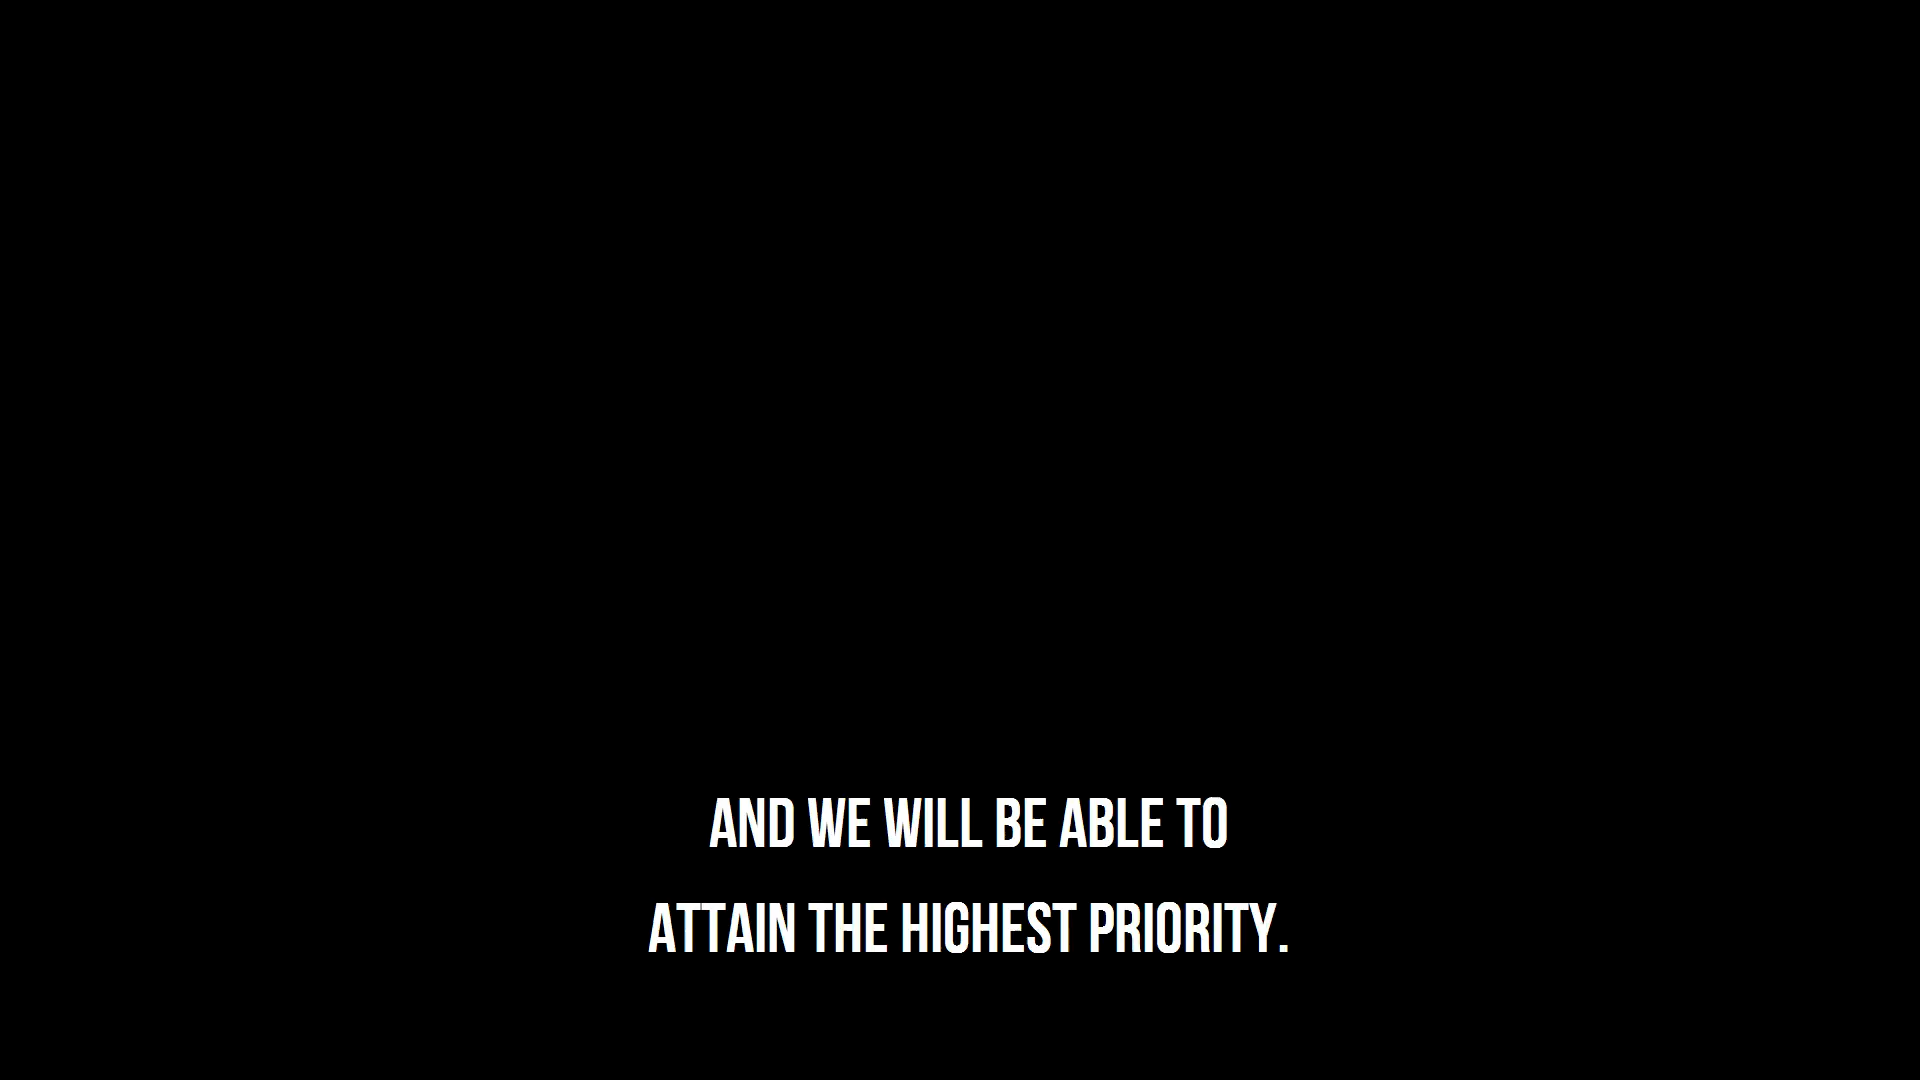 AND WE WILL BE ABLE TO
ATTAIN THE HIGHEST PRIORITY.